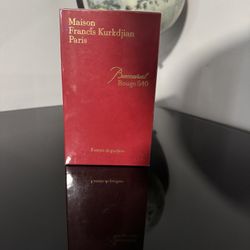 Maison
Francis Kurkdjian
Paris
Baccarat
Rouge 540
Extrait de parfum